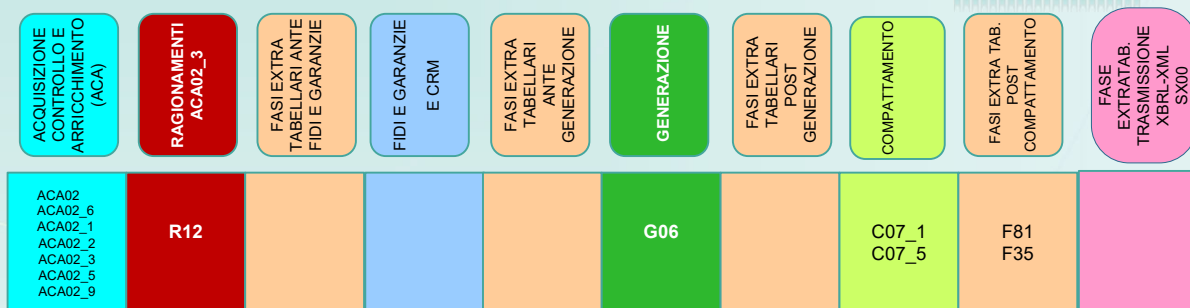 ACQUISIZIONE
CONTROLLO E
ARRICCHIMENTO
(ACA)
RAGIONAMENTI
ACA02_3
FASI EXTRA
TABELLARI ANTE
FIDI E GARANZIE
FIDI E GARANZIE
E CRM
FASI EXTRA
TABELLARI
ANTE
GENERAZIONE
GENERAZIONE
FASI EXTRA
TABELLARI
POST
GENERAZIONE
COMPATTAMENTO
FASI EXTRA TAB.
POST
COMPATTAMENTO
FASE
EXTRATAB.
TRASMISSIONE
XBRL-XML
SX00
ACA02
ACA02_6
ACA02_1
ACA02_2
ACA02_3
ACA02_5
ACA02_9
R12
G06
C07_1
C07_5
F81
F35